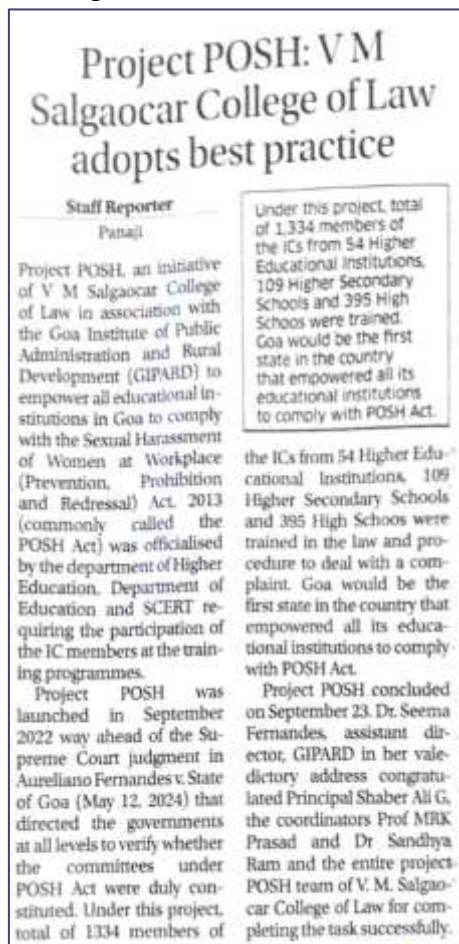 Project POSH: V M
Salgaocar College of Law
adopts best practice
Staff Reporter
Panaji
Project POSH, an initiative
of V M Salgaocar College
of Law in association with
the Goa Institute of Public
Administration and Rural
Development (GIPARD) to
empower all educational in-
stitutions in Goa to comply
with the Sexual Harassment
of Women at Workplace
(Prevention, Prohibition
and Redressal) Act, 2013
(commonly called the
POSH Act) was officialised
by the department of Higher
Education, Department of
Education and SCERT re-
quiring the participation of
the IC members at the train-
ing programmes.
Project POSH was
launched in September
2022 way ahead of the Su-
preme Court judgment in
Aureliano Fernandes v. State
of Goa (May 12, 2024) that
directed the governments
at all levels to verify whether
the committees under
POSH Act were duly con-
stituted. Under this project,
total of 1334 members of
Under this project, total
of 1,334 members of
the ICs from 54 Higher
Educational Institutions,
109 Higher Secondary
Schools and 395 High
Schoos were trained.
Goa would be the first
state in the country
that empowered all its
educational institutions
to comply with POSH Act.
the ICs from 54 Higher Edu-
cational Institutions, 109
Higher Secondary Schools
and 395 High Schoos were
trained in the law and pro-
cedure to deal with a com-
plaint. Goa would be the
first state in the country that
empowered all its educa-
tional institutions to comply
with POSH Act.
Project POSH concluded
on September 23. Dr. Seema
Fernandes, assistant dir-
ector, GIPARD in her vale-
dictory address congratu-
lated Principal Shaber Ali G,
the coordinators Prof MRK
Prasad and Dr Sandhya
Ram and the entire project
POSH team of V. M. Salgao-
car College of Law for com-
pleting the task successfully.